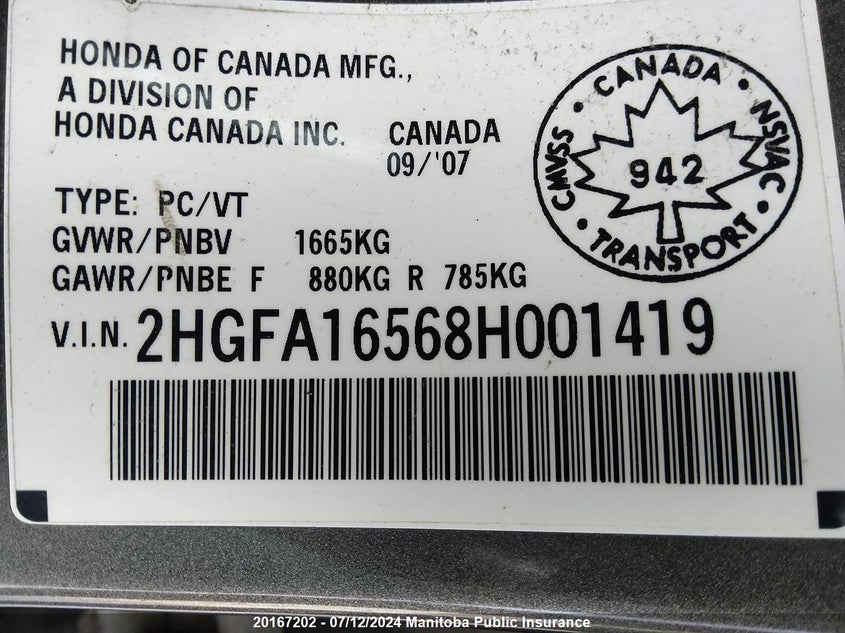 HONDA OF CANADA MFG.,
A DIVISION OF
HONDA CANADA INC. CANADA
09/'07
TYPE: PC/VT
GVWR/PNBV 1665KG
GAWR/PNBE F 880KG R 785KG
V.I.N. 2HGFA16568H001419
CMVSS • CANADA • NSVAC • TRANSPORT •
942
20167202 - 07/12/2024 Manitoba Public Insurance